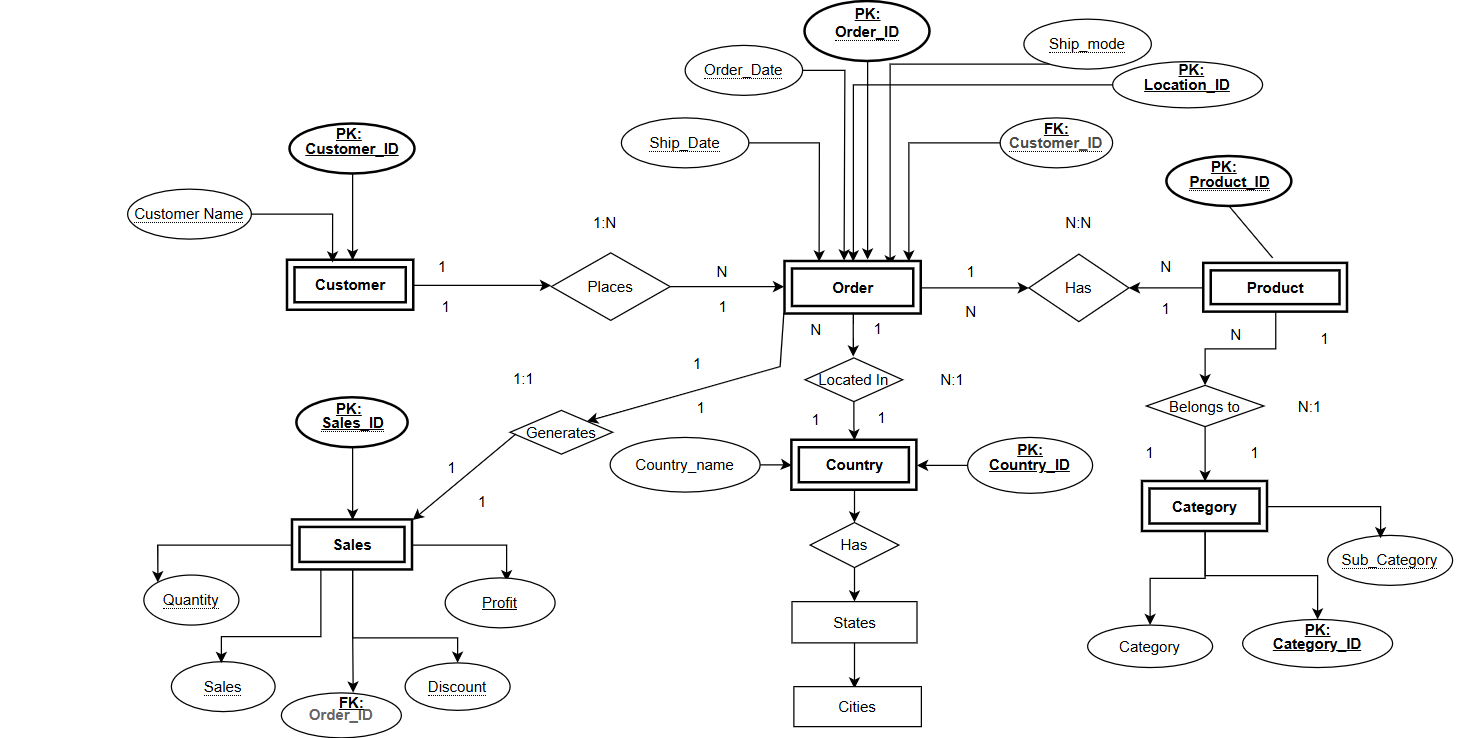 PK:
Order_ID
Ship_mode
Order_Date
PK:
Location_ID
Ship_Date
FK:
Customer_ID
PK:
Customer_ID
PK:
Product_ID
Customer Name
1:N
N:N
1
N
1
N
Customer
Places
Order
Has
Product
1
1
N
1
N
1
N
1
1
1:1
1
Located In
N:1
1
Belongs to
N:1
PK:
Sales_ID
Generates
1
1
Country_name
Country
PK:
Country_ID
1
1
1
1
Category
Sales
Has
Sub_Category
Quantity
Profit
States
Category
PK:
Category_ID
Sales
FK:
Order_ID
Discount
Cities